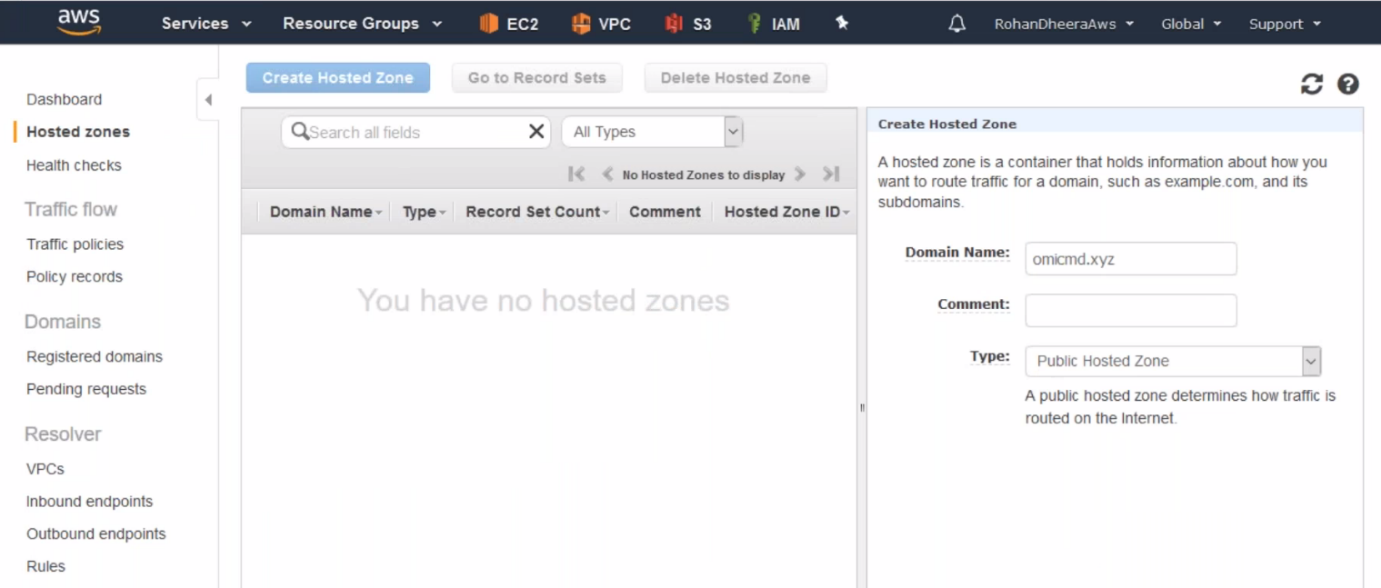 aws Services Resource Groups EC2 VPC S3 IAM RohanDheeraAws Global Support
Create Hosted Zone Go to Record Sets Delete Hosted Zone
Dashboard
Hosted zones
Health checks
Traffic flow
Traffic policies
Policy records
Domains
Registered domains
Pending requests
Resolver
VPCs
Inbound endpoints
Outbound endpoints
Rules
Search all fields All Types
No Hosted Zones to display
Domain Name Type Record Set Count Comment Hosted Zone ID
You have no hosted zones
Create Hosted Zone
A hosted zone is a container that holds information about how you
want to route traffic for a domain, such as example.com, and its
subdomains.
Domain Name: omicmd.xyz
Comment:
Type: Public Hosted Zone
A public hosted zone determines how traffic is
routed on the Internet.